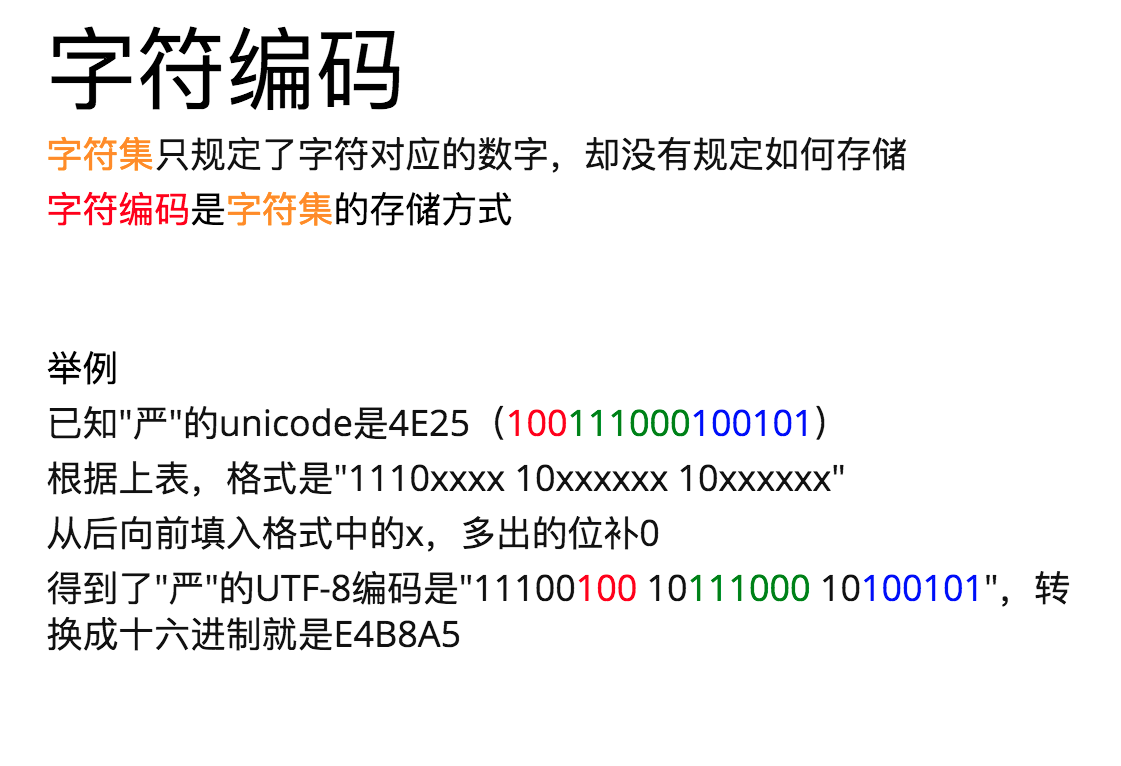 字符编码
字符集只规定了字符对应的数字，却没有规定如何存储
字符编码是字符集的存储方式
举例
已知"严"的unicode是4E25（100111000100101）
根据上表，格式是"1110xxxx 10xxxxxx 10xxxxxx"
从后向前填入格式中的x，多出的位补0
得到了"严"的UTF-8编码是"11100100 10111000 10100101"，转
换成十六进制就是E4B8A5